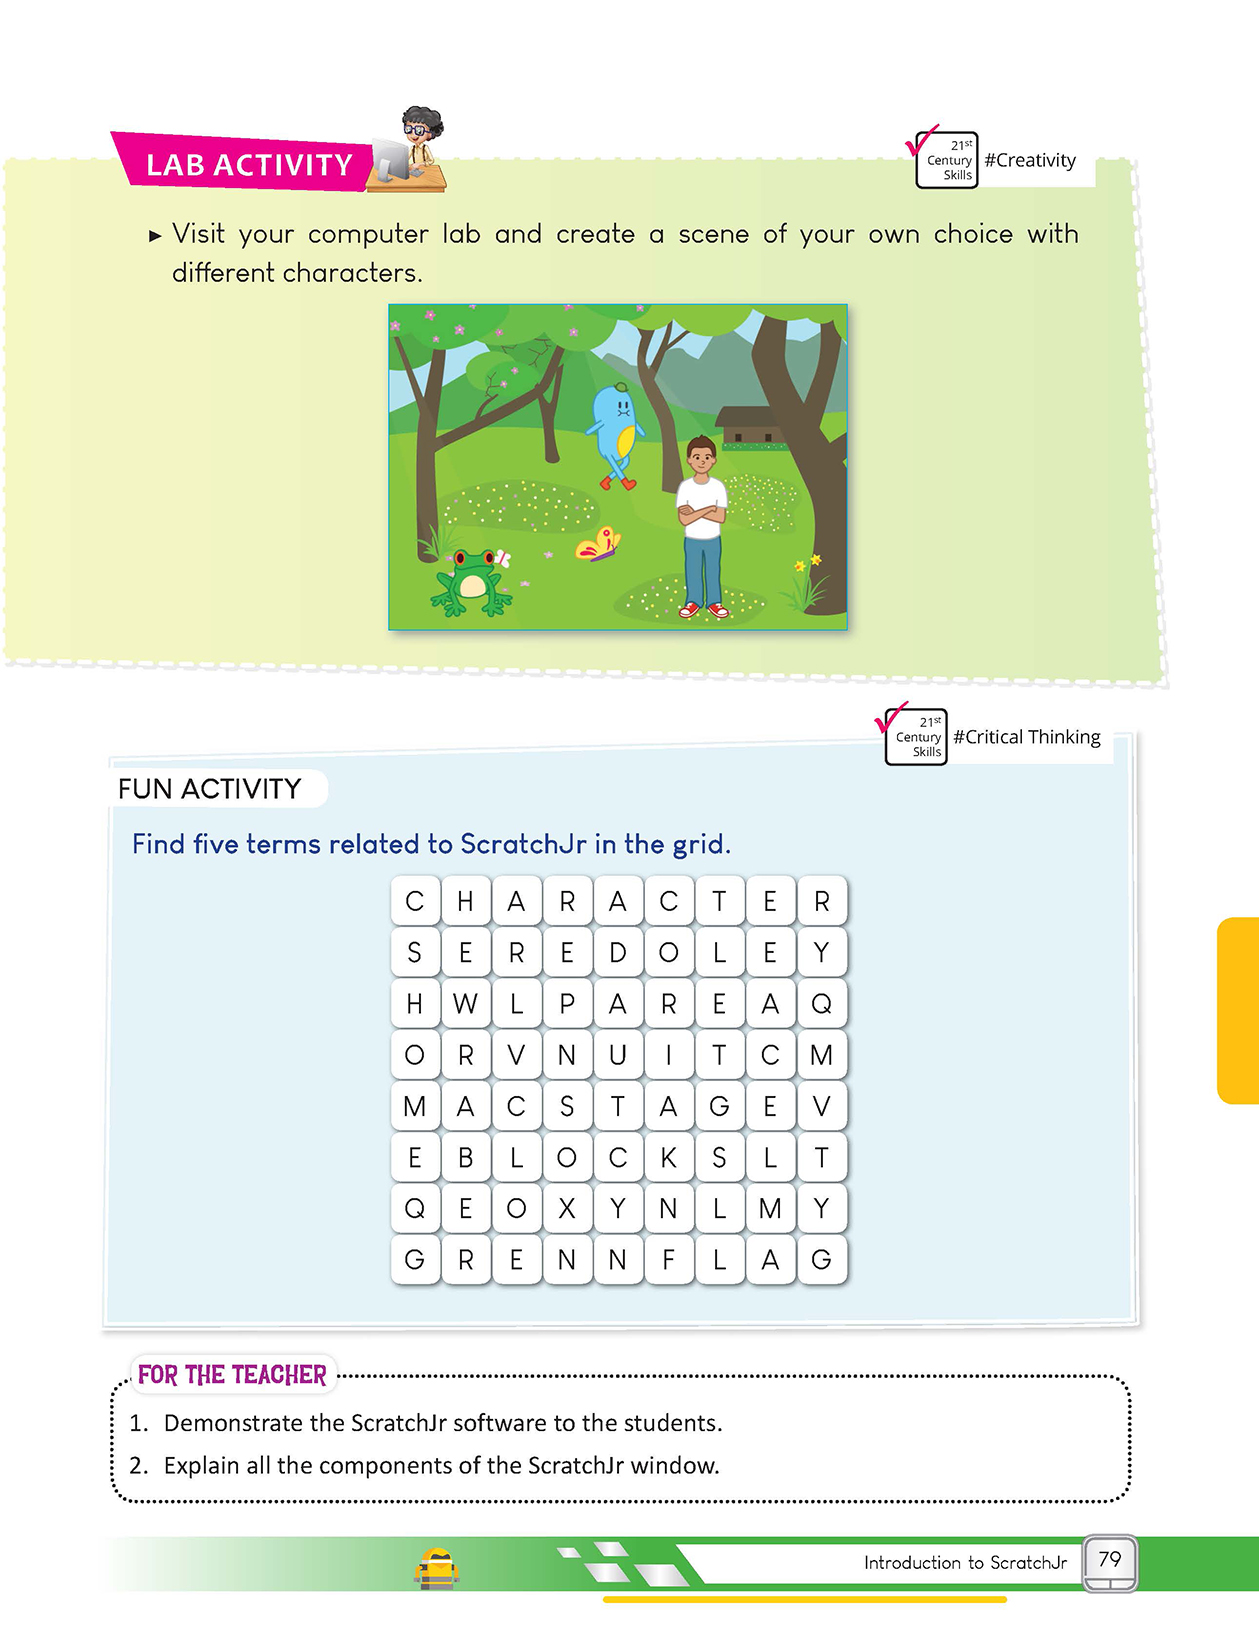 LAB ACTIVITY
21st
Century
Skills
#Creativity
► Visit your computer lab and create a scene of your own choice with
different characters.
21st
Century
Skills
#Critical Thinking
FUN ACTIVITY
Find five terms related to ScratchJr in the grid.
C H A R A C T E R
S E R E D O L E Y
H W L P A R E A Q
O R V N U I T C M
M A C S T A G E V
E B L O C K S L T
Q E O X Y N L M Y
G R E N N F L A G
FOR THE TEACHER
1. Demonstrate the ScratchJr software to the students.
2. Explain all the components of the ScratchJr window.
Introduction to ScratchJr 79